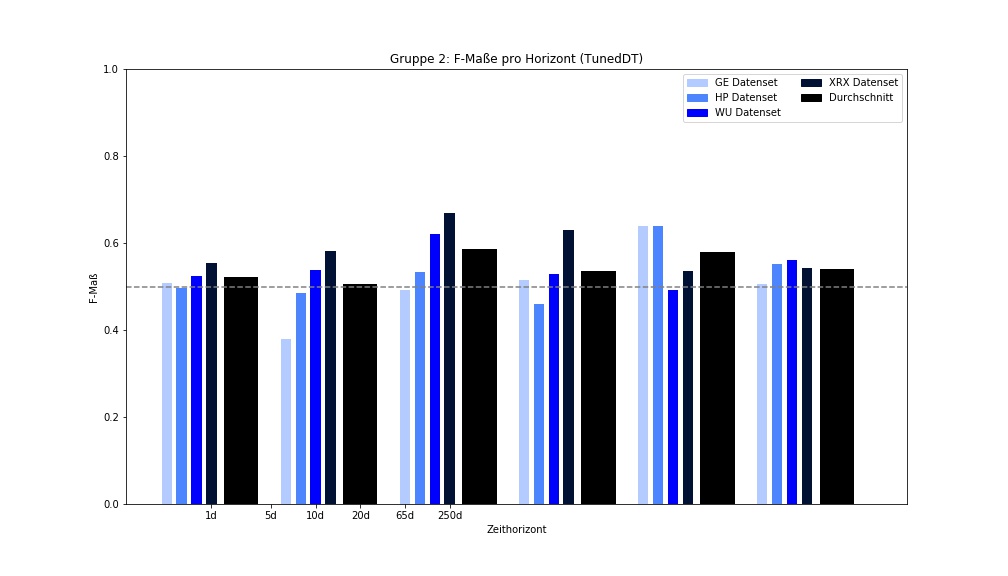 Gruppe 2: F-Maße pro Horizont (TunedDT)
GE Datenset
HP Datenset
WU Datenset
XRX Datenset
Durchschnitt
1.0
0.8
0.6
0.4
0.2
0.0
F-Maß
1d
5d
10d
20d
65d
250d
Zeithorizont